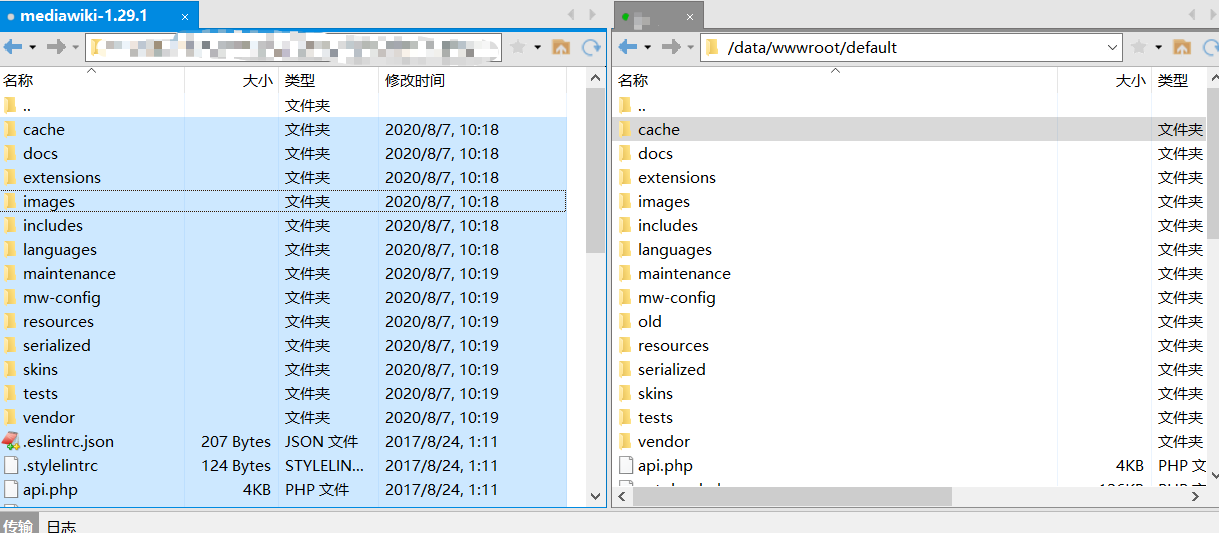 mediawiki-1.29.1
名称 大小 类型 修改时间
.. 文件夹
cache 文件夹 2020/8/7, 10:18
docs 文件夹 2020/8/7, 10:18
extensions 文件夹 2020/8/7, 10:18
images 文件夹 2020/8/7, 10:18
includes 文件夹 2020/8/7, 10:18
languages 文件夹 2020/8/7, 10:18
maintenance 文件夹 2020/8/7, 10:19
mw-config 文件夹 2020/8/7, 10:19
resources 文件夹 2020/8/7, 10:19
serialized 文件夹 2020/8/7, 10:19
skins 文件夹 2020/8/7, 10:19
tests 文件夹 2020/8/7, 10:19
vendor 文件夹 2020/8/7, 10:19
.eslintrc.json 207 Bytes JSON 文件 2017/8/24, 1:11
.stylelintrc 124 Bytes STYLELIN... 2017/8/24, 1:11
api.php 4KB PHP 文件 2017/8/24, 1:11
/data/wwwroot/default
名称 大小 类型
..
cache 文件夹
docs 文件夹
extensions 文件夹
images 文件夹
includes 文件夹
languages 文件夹
maintenance 文件夹
mw-config 文件夹
old 文件夹
resources 文件夹
serialized 文件夹
skins 文件夹
tests 文件夹
vendor 文件夹
api.php 4KB PHP 文
传输 日志